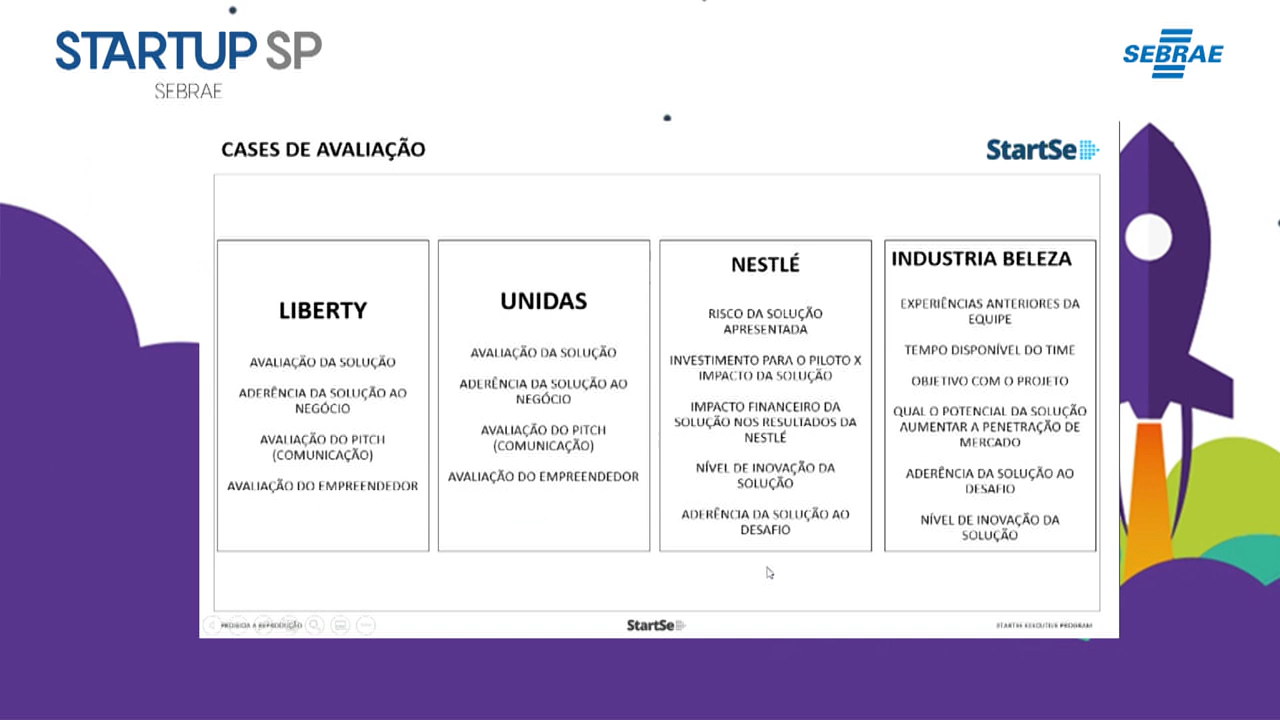 STARTUP SP
SEBRAE
SEBRAE
CASES DE AVALIAÇÃO
StartSe
LIBERTY
AVALIAÇÃO DA SOLUÇÃO
ADERÊNCIA DA SOLUÇÃO AO
NEGÓCIO
AVALIAÇÃO DO PITCH
(COMUNICAÇÃO)
AVALIAÇÃO DO EMPREENDEDOR
UNIDAS
AVALIAÇÃO DA SOLUÇÃO
ADERÊNCIA DA SOLUÇÃO AO
NEGÓCIO
AVALIAÇÃO DO PITCH
(COMUNICAÇÃO)
AVALIAÇÃO DO EMPREENDEDOR
NESTLÉ
RISCO DA SOLUÇÃO
APRESENTADA
INVESTIMENTO PARA O PILOTO X
IMPACTO DA SOLUÇÃO
IMPACTO FINANCEIRO DA
SOLUÇÃO NOS RESULTADOS DA
NESTLÉ
NÍVEL DE INOVAÇÃO DA
SOLUÇÃO
ADERÊNCIA DA SOLUÇÃO AO
DESAFIO
INDUSTRIA BELEZA
EXPERIÊNCIAS ANTERIORES DA
EQUIPE
TEMPO DISPONÍVEL DO TIME
OBJETIVO COM O PROJETO
QUAL O POTENCIAL DA SOLUÇÃO
AUMENTAR A PENETRAÇÃO DE
MERCADO
ADERÊNCIA DA SOLUÇÃO AO
DESAFIO
NÍVEL DE INOVAÇÃO DA
SOLUÇÃO
PROIBIDA A REPRODUÇÃO
StartSe
STARTSE EXECUTIVE PROGRAM